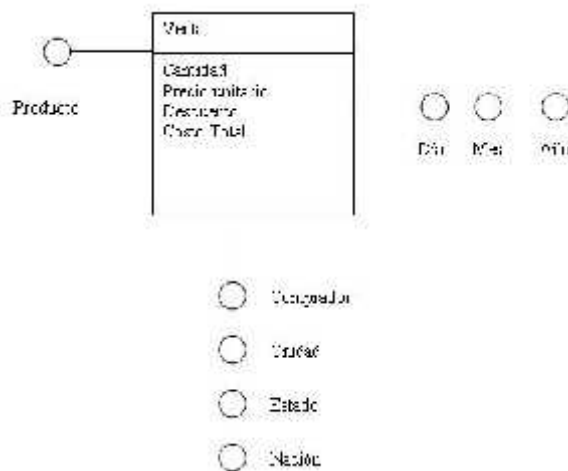 Venta
Cantidad
Precio unitario
Descuento
Costo Total
Producto
Día Mes Año
Comprador
Ciudad
Estado
Nación